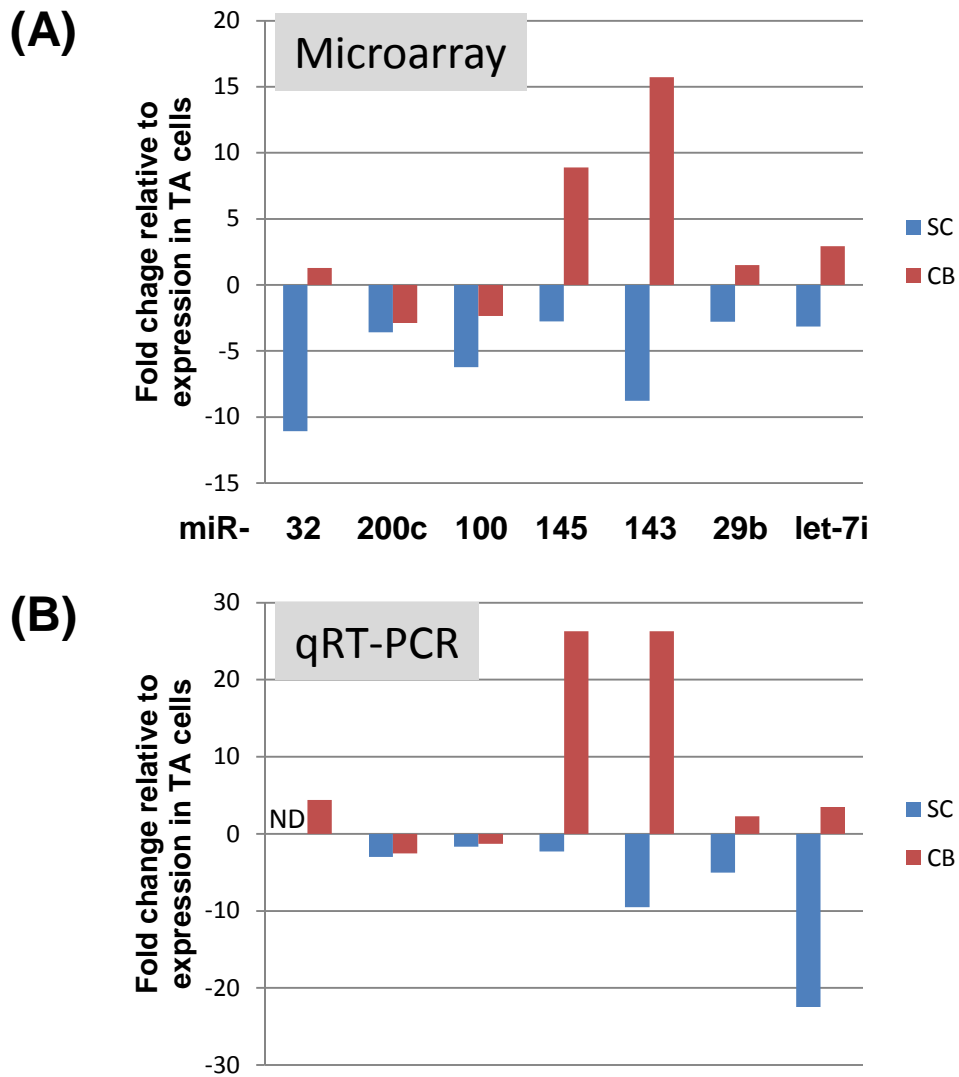 (A)
Microarray
Fold chage relative to
expression in TA cells
20
15
10
5
0
-5
-10
-15
SC
CB
miR- 32 200c 100 145 143 29b let-7i
(B)
qRT-PCR
Fold change relative to
expression in TA cells
30
20
10
0
-10
-20
-30
ND
SC
CB